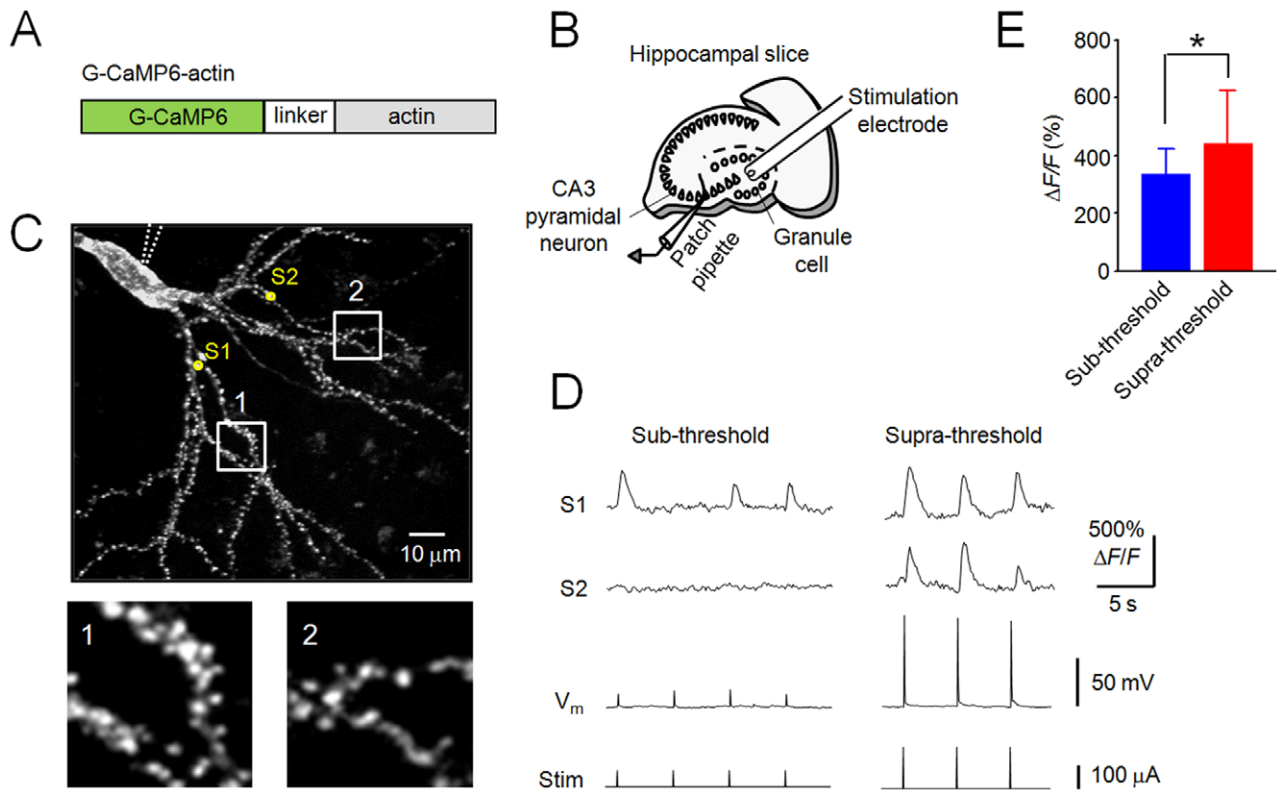 A
G-CaMP6-actin
G-CaMP6 linker actin
B
Hippocampal slice
Stimulation
electrode
CA3
pyramidal
neuron
Patch
pipette
Granule
cell
C
S2
2
S1
1
10 μm
1
2
D
Sub-threshold Supra-threshold
S1
S2
500%
ΔF/F
5 s
Vm
50 mV
Stim
100 μA
E
800
600
400
200
0
ΔF/F (%)
*
Sub-threshold
Supra-threshold